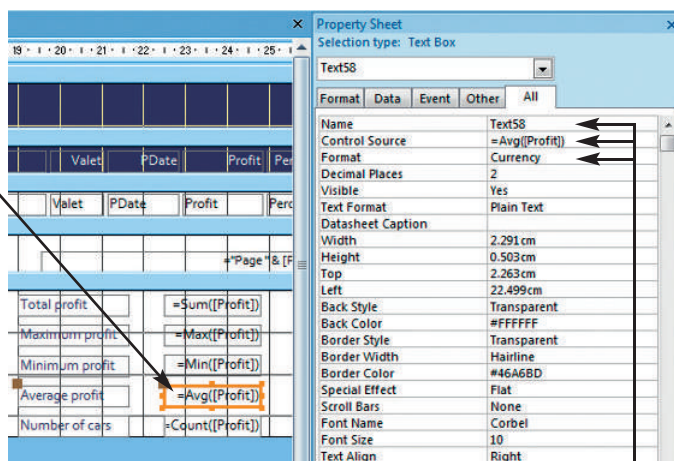 19 · 20 · 21 · 22 · 23 · 24 · 25
Valet PDate Profit Per
Valet PDate Profit Perc
="Page " & [F
Total profit =Sum([Profit])
Maximum profit =Max([Profit])
Minimum profit =Min([Profit])
Average profit =Avg([Profit])
Number of cars =Count([Profit])
Property Sheet
Selection type: Text Box
Text58
Format Data Event Other All
Name Text58
Control Source =Avg([Profit])
Format Currency
Decimal Places 2
Visible Yes
Text Format Plain Text
Datasheet Caption
Width 2.291cm
Height 0.503cm
Top 2.263cm
Left 22.499cm
Back Style Transparent
Back Color #FFFFFF
Border Style Transparent
Border Width Hairline
Border Color #46A6BD
Special Effect Flat
Scroll Bars None
Font Name Corbel
Font Size 10
Text Align Right